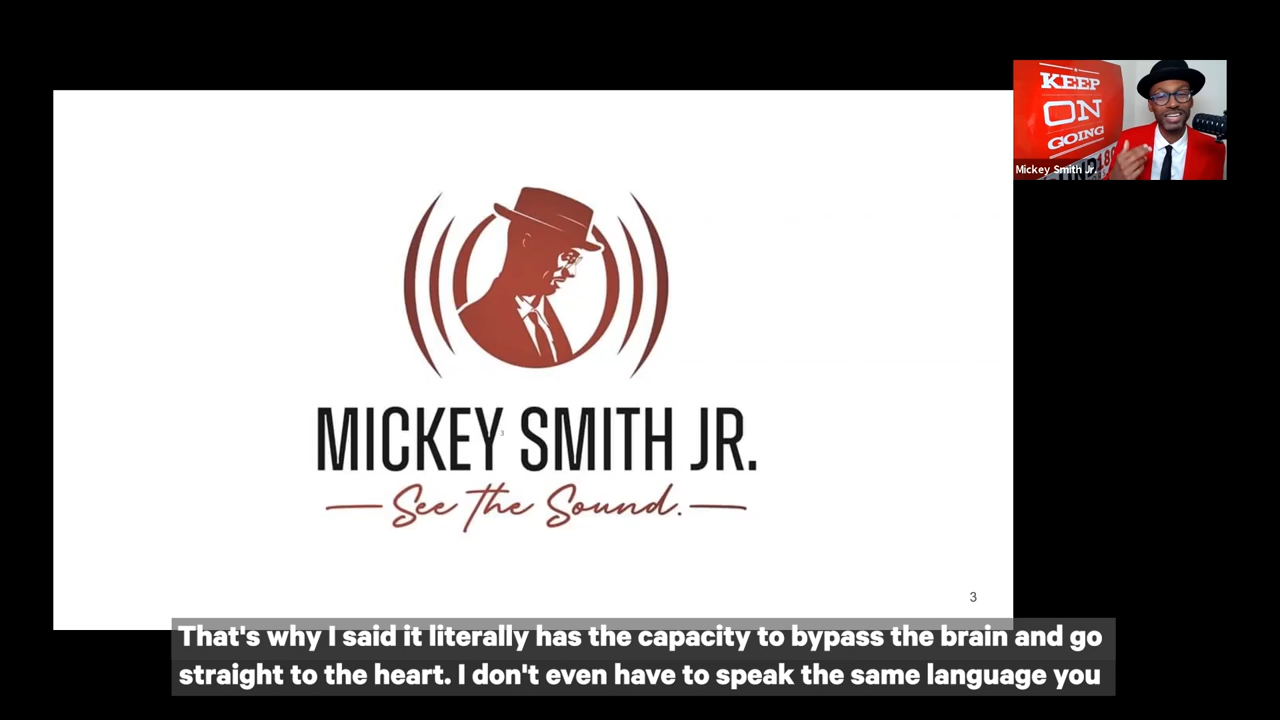 KEEP
ON
GOING
Mickey Smith Jr.
MICKEY SMITH JR.
See The Sound.
3
That's why I said it literally has the capacity to bypass the brain and go
straight to the heart. I don't even have to speak the same language you